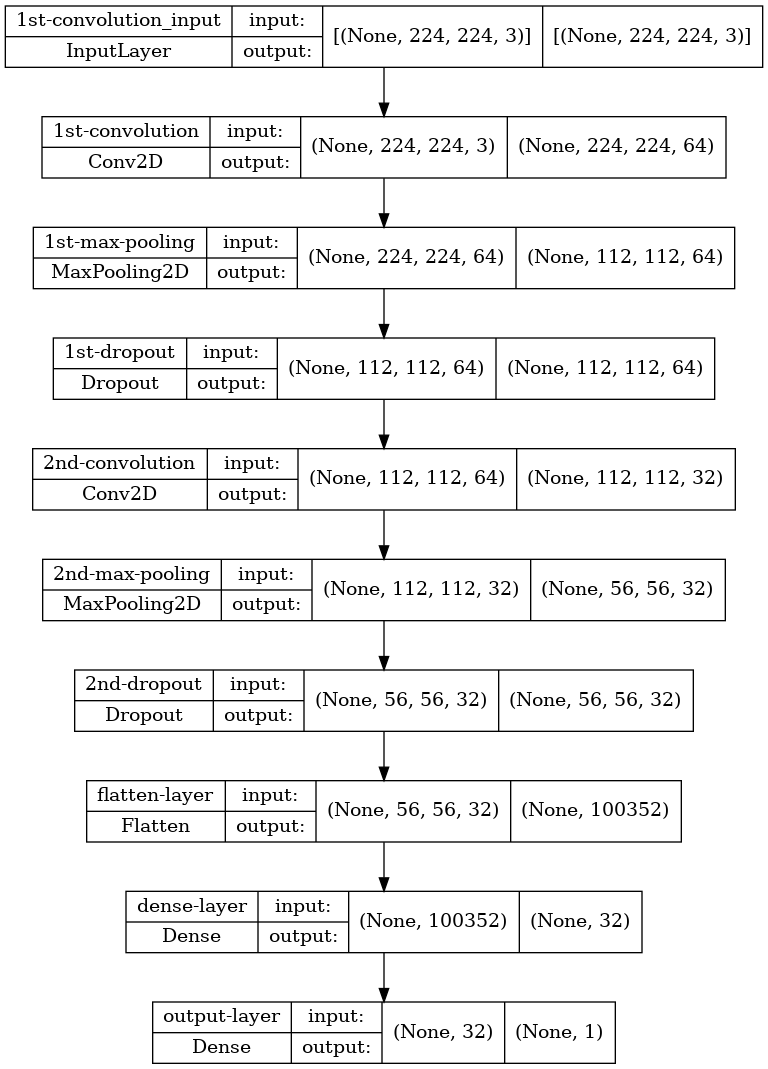 1st-convolution_input input: [(None, 224, 224, 3)] [(None, 224, 224, 3)]
InputLayer output:
1st-convolution input: (None, 224, 224, 3) (None, 224, 224, 64)
Conv2D output:
1st-max-pooling input: (None, 224, 224, 64) (None, 112, 112, 64)
MaxPooling2D output:
1st-dropout input: (None, 112, 112, 64) (None, 112, 112, 64)
Dropout output:
2nd-convolution input: (None, 112, 112, 64) (None, 112, 112, 32)
Conv2D output:
2nd-max-pooling input: (None, 112, 112, 32) (None, 56, 56, 32)
MaxPooling2D output:
2nd-dropout input: (None, 56, 56, 32) (None, 56, 56, 32)
Dropout output:
flatten-layer input: (None, 56, 56, 32) (None, 100352)
Flatten output:
dense-layer input: (None, 100352) (None, 32)
Dense output:
output-layer input: (None, 32) (None, 1)
Dense output: